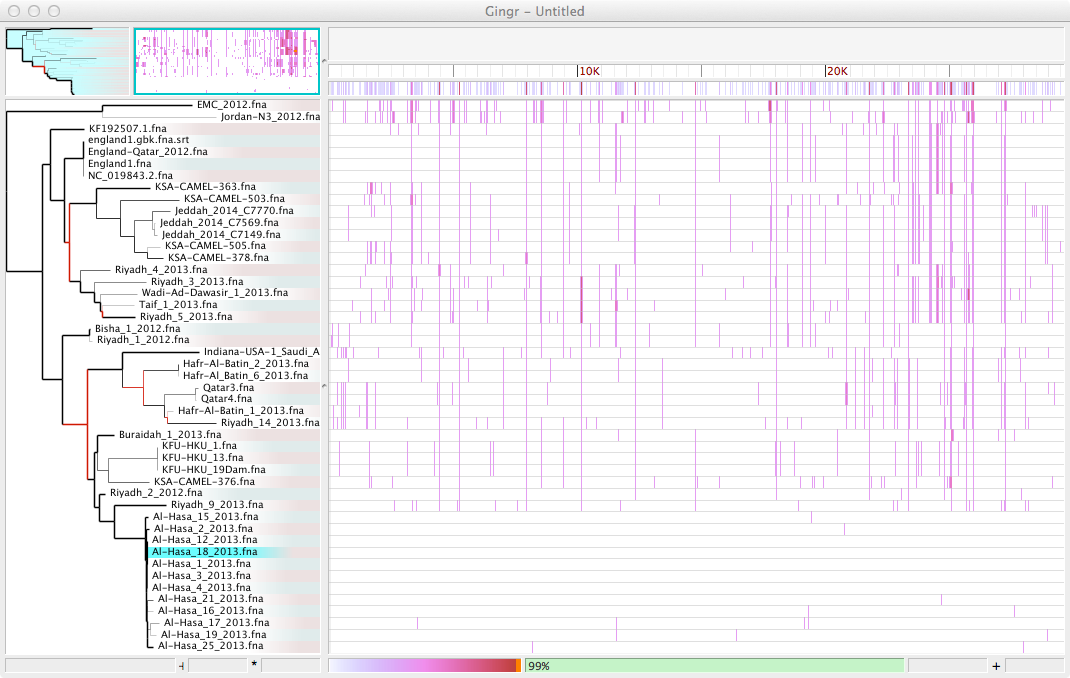 Gingr – Untitled
10K
20K
EMC_2012.fna
Jordan-N3_2012.fna
KF192507.1.fna
england1.gbk.fna.srt
England-Qatar_2012.fna
England1.fna
NC_019843.2.fna
KSA-CAMEL-363.fna
KSA-CAMEL-503.fna
Jeddah_2014_C7770.fna
Jeddah_2014_C7569.fna
Jeddah_2014_C7149.fna
KSA-CAMEL-505.fna
KSA-CAMEL-378.fna
Riyadh_4_2013.fna
Riyadh_3_2013.fna
Wadi-Ad-Dawasir_1_2013.fna
Taif_1_2013.fna
Riyadh_5_2013.fna
Bisha_1_2012.fna
Riyadh_1_2012.fna
Indiana-USA-1_Saudi_A
Hafr-Al-Batin_2_2013.fna
Hafr-Al_Batin_6_2013.fna
Qatar3.fna
Qatar4.fna
Hafr-Al-Batin_1_2013.fna
Riyadh_14_2013.fna
Buraidah_1_2013.fna
KFU-HKU_1.fna
KFU-HKU_13.fna
KFU-HKU_19Dam.fna
KSA-CAMEL-376.fna
Riyadh_2_2012.fna
Riyadh_9_2013.fna
Al-Hasa_15_2013.fna
Al-Hasa_2_2013.fna
Al-Hasa_12_2013.fna
Al-Hasa_18_2013.fna
Al-Hasa_1_2013.fna
Al-Hasa_3_2013.fna
Al-Hasa_4_2013.fna
Al-Hasa_21_2013.fna
Al-Hasa_16_2013.fna
Al-Hasa_17_2013.fna
Al-Hasa_19_2013.fna
Al-Hasa_25_2013.fna
* 99% +